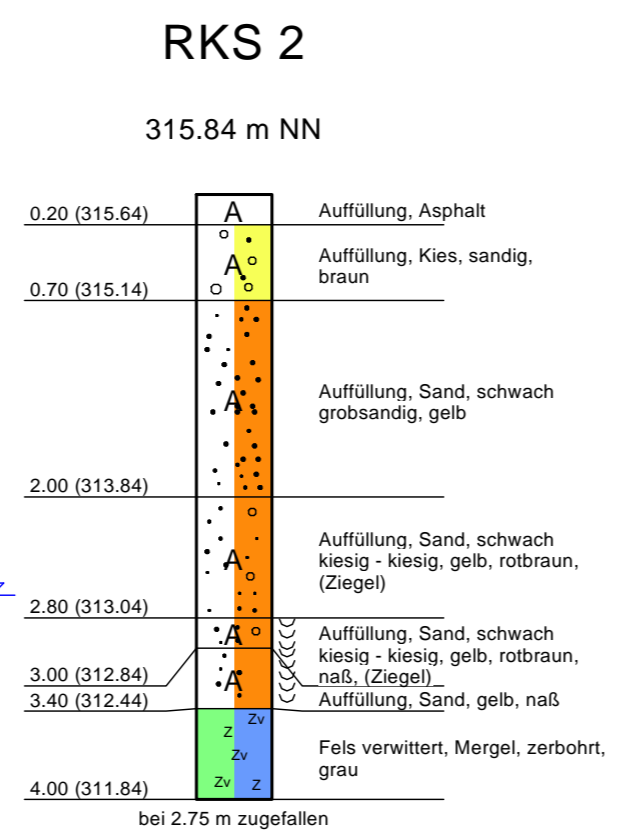 RKS 2
315.84 m NN
0.20 (315.64)
A
Auffüllung, Asphalt
A
Auffüllung, Kies, sandig,
braun
0.70 (315.14)
A
Auffüllung, Sand, schwach
grobsandig, gelb
2.00 (313.84)
A
Auffüllung, Sand, schwach
kiesig - kiesig, gelb, rotbraun,
(Ziegel)
2.80 (313.04)
A
Auffüllung, Sand, schwach
kiesig - kiesig, gelb, rotbraun,
naß, (Ziegel)
3.00 (312.84)
A
Auffüllung, Sand, gelb, naß
3.40 (312.44)
Z Zv
Zv
Zv Z
Fels verwittert, Mergel, zerbohrt,
grau
4.00 (311.84)
bei 2.75 m zugefallen